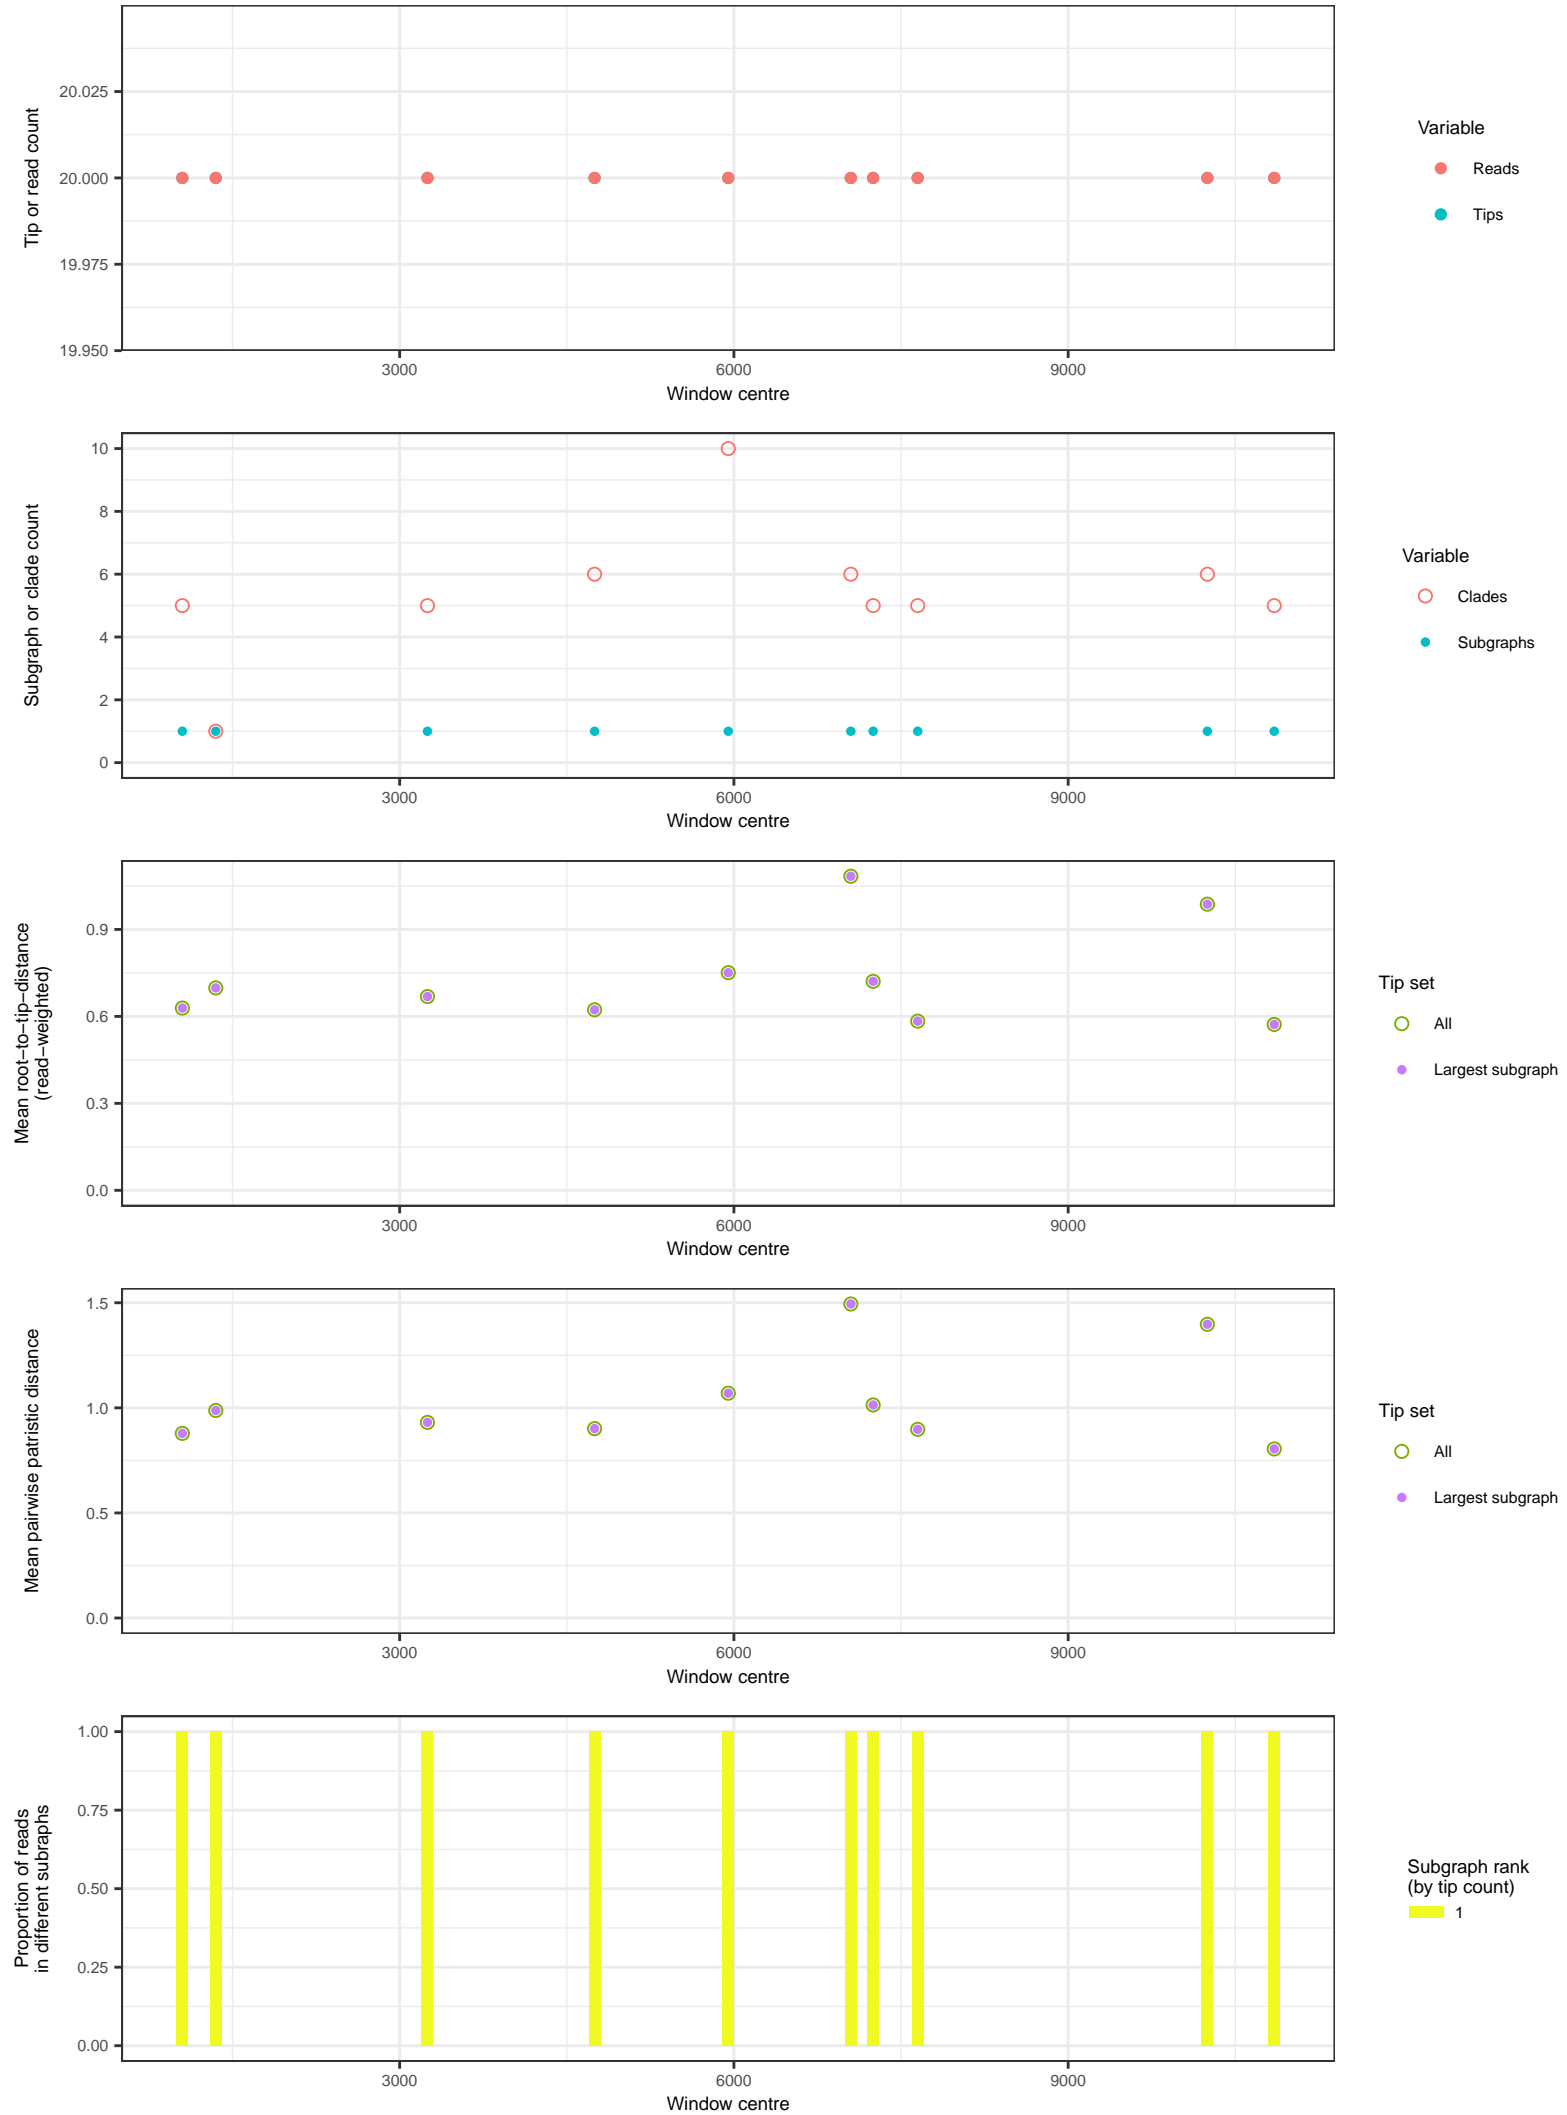 20.025
20.000
19.975
19.950
Tip or read count
3000 6000 9000
Window centre
Variable
Reads
Tips
10
8
6
4
2
0
Subgraph or clade count
3000 6000 9000
Window centre
Variable
Clades
Subgraphs
0.9
0.6
0.3
0.0
Mean root−to−tip−distance
(read−weighted)
3000 6000 9000
Window centre
Tip set
All
Largest subgraph
1.5
1.0
0.5
0.0
Mean pairwise patristic distance
3000 6000 9000
Window centre
Tip set
All
Largest subgraph
1.00
0.75
0.50
0.25
0.00
Proportion of reads
in different subraphs
3000 6000 9000
Window centre
Subgraph rank
(by tip count)
1